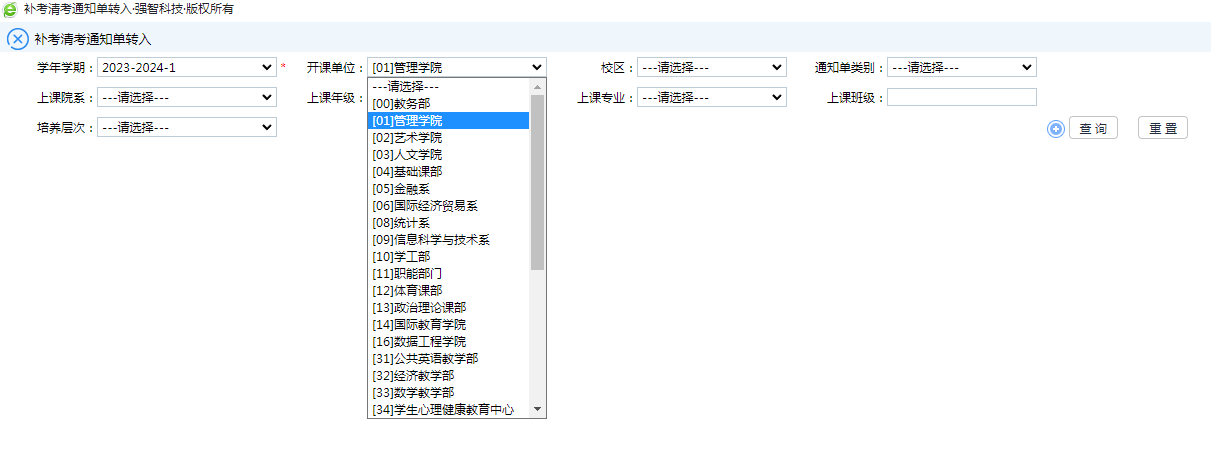 补考清考通知单转入·强智科技·版权所有
补考清考通知单转入
学年学期： 2023-2024-1 * 开课单位： [01]管理学院 校区： ---请选择--- 通知单类别： ---请选择---
上课院系： ---请选择--- 上课年级： 上课专业： ---请选择--- 上课班级：
培养层次： ---请选择--- 查 询 重 置
---请选择---
[00]教务部
[01]管理学院
[02]艺术学院
[03]人文学院
[04]基础课部
[05]金融系
[06]国际经济贸易系
[08]统计系
[09]信息科学与技术系
[10]学工部
[11]职能部门
[12]体育课部
[13]政治理论课部
[14]国际教育学院
[16]数据工程学院
[31]公共英语教学部
[32]经济教学部
[33]数学教学部
[34]学生心理健康教育中心